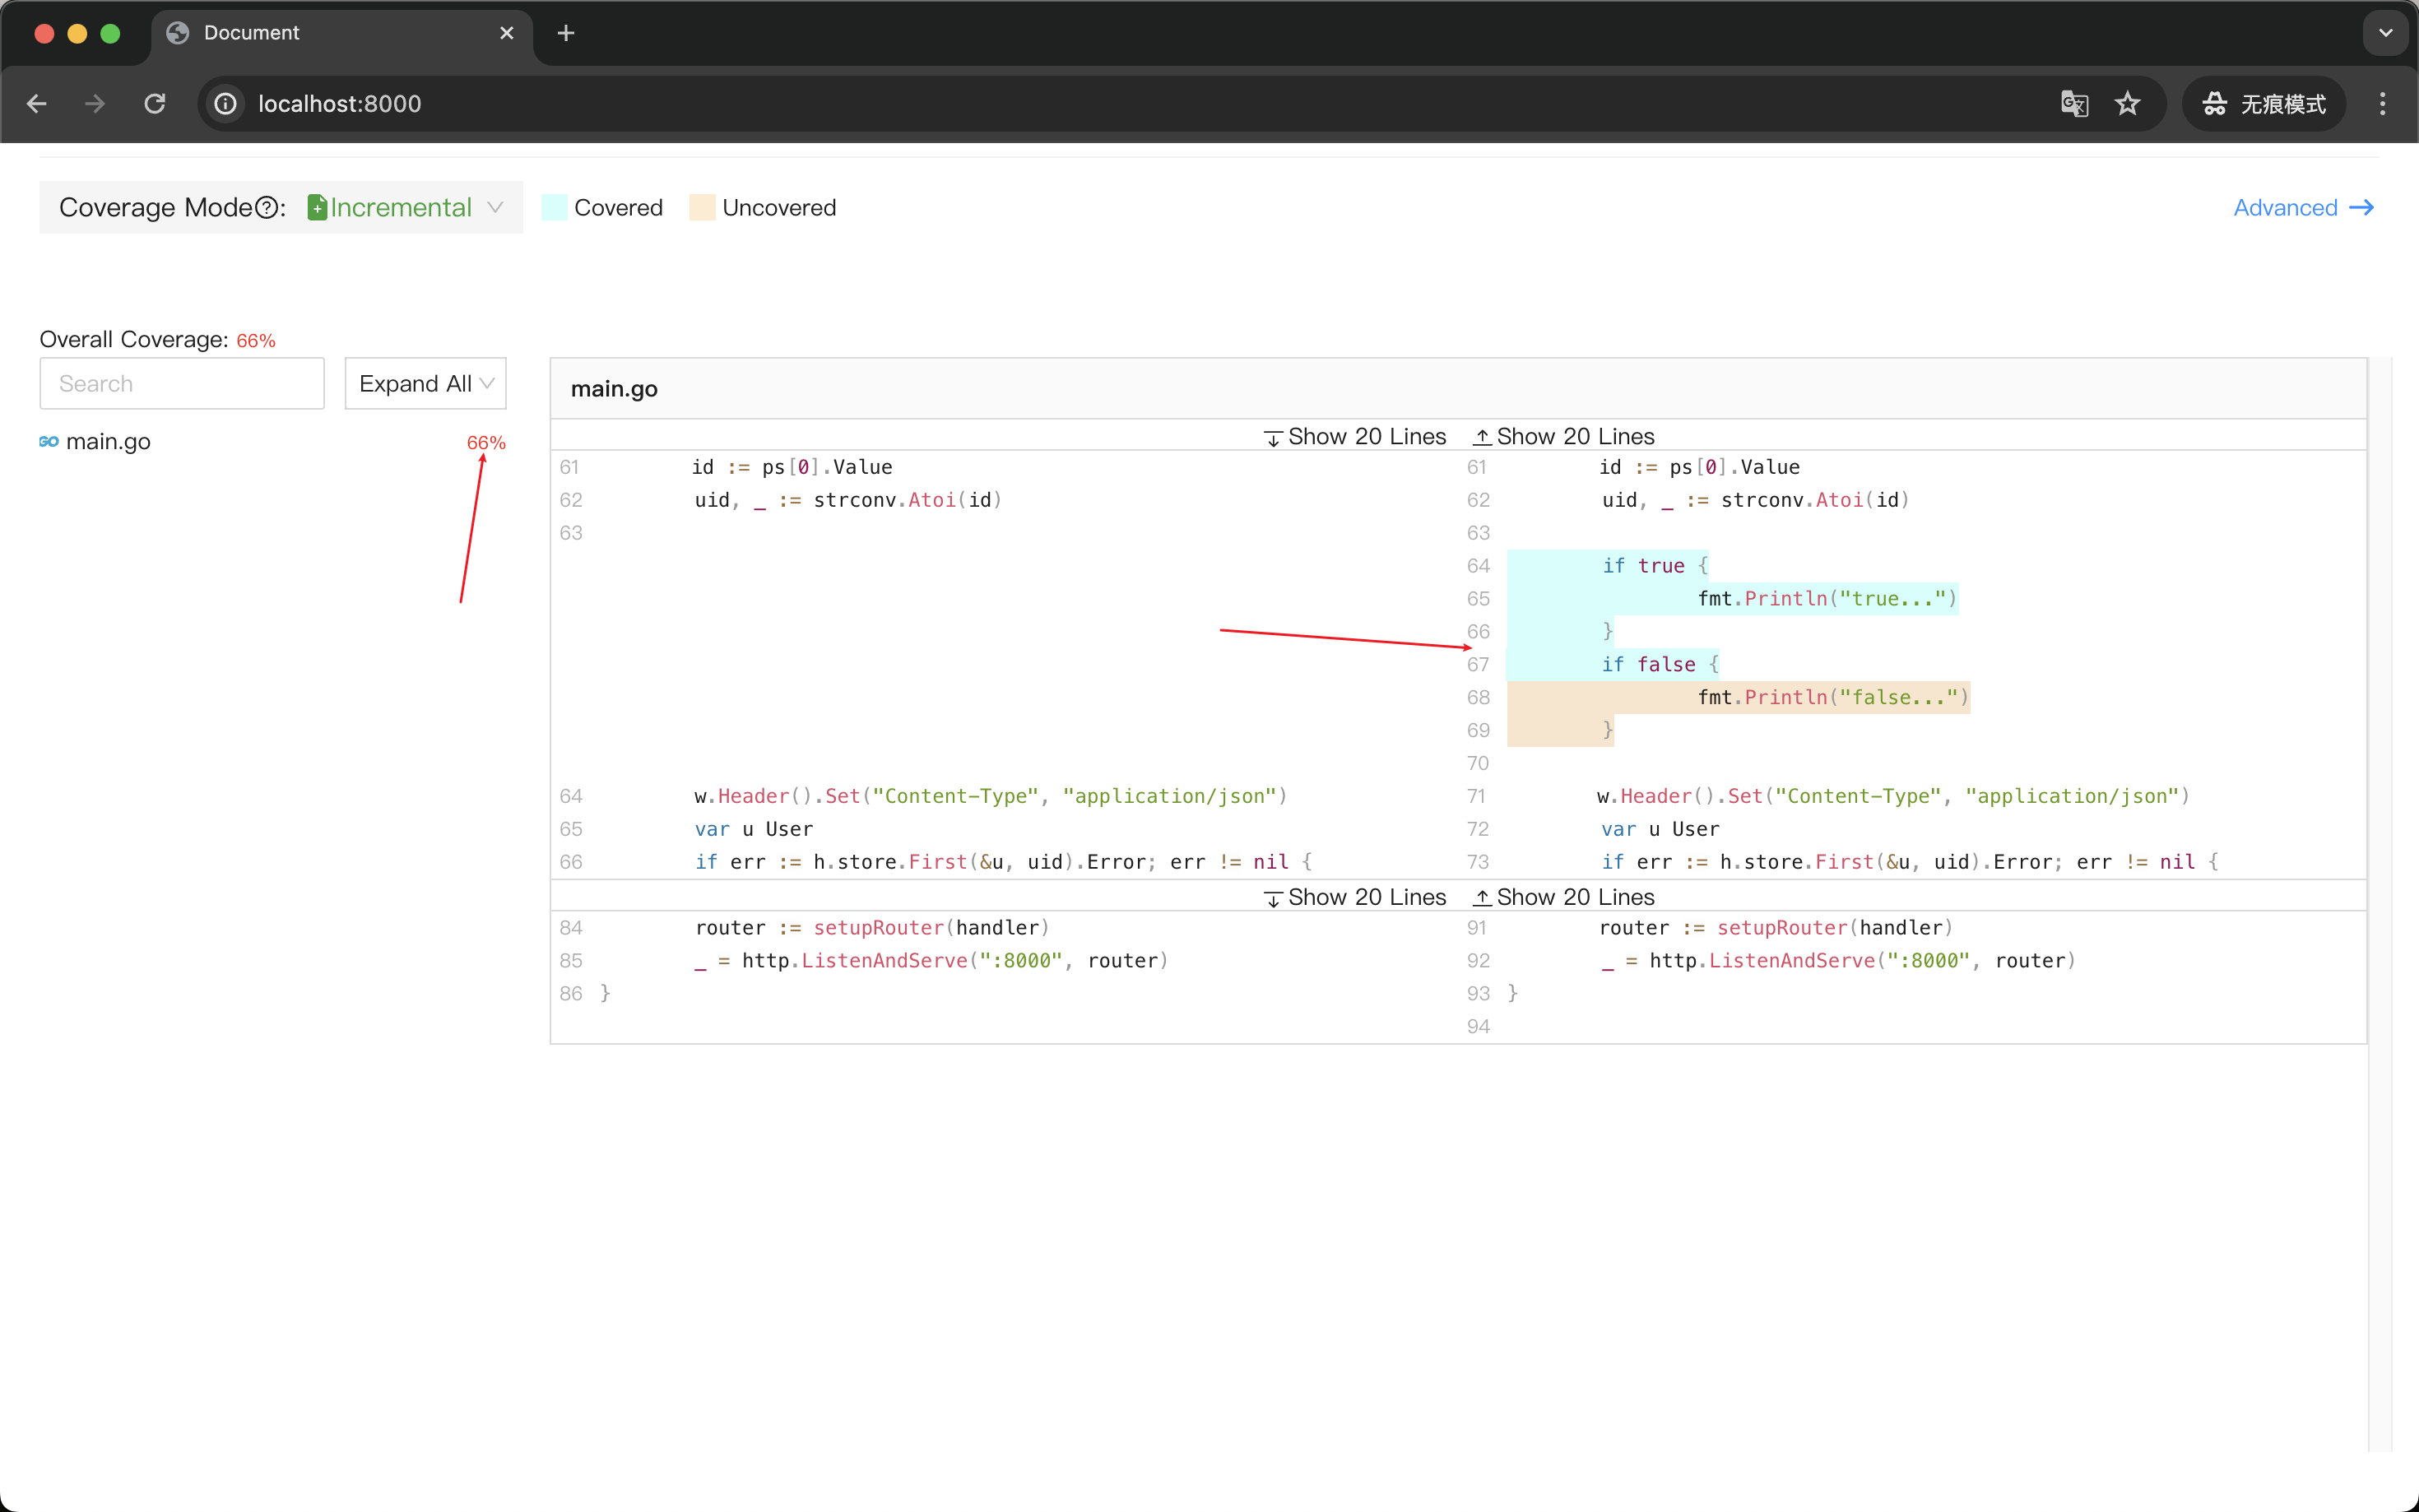 Document
localhost:8000
无痕模式
Coverage Mode?: Incremental
Covered
Uncovered
Advanced
Overall Coverage: 66%
Search
Expand All
GO main.go 66%
main.go
Show 20 Lines Show 20 Lines
61 id := ps[0].Value 61 id := ps[0].Value
62 uid, _ := strconv.Atoi(id) 62 uid, _ := strconv.Atoi(id)
63 63
64 if true {
65 fmt.Println("true...")
66 }
67 if false {
68 fmt.Println("false...")
69 }
70
64 w.Header().Set("Content-Type", "application/json") 71 w.Header().Set("Content-Type", "application/json")
65 var u User 72 var u User
66 if err := h.store.First(&u, uid).Error; err != nil { 73 if err := h.store.First(&u, uid).Error; err != nil {
Show 20 Lines Show 20 Lines
84 router := setupRouter(handler) 91 router := setupRouter(handler)
85 _ = http.ListenAndServe(":8000", router) 92 _ = http.ListenAndServe(":8000", router)
86 } 93 }
94